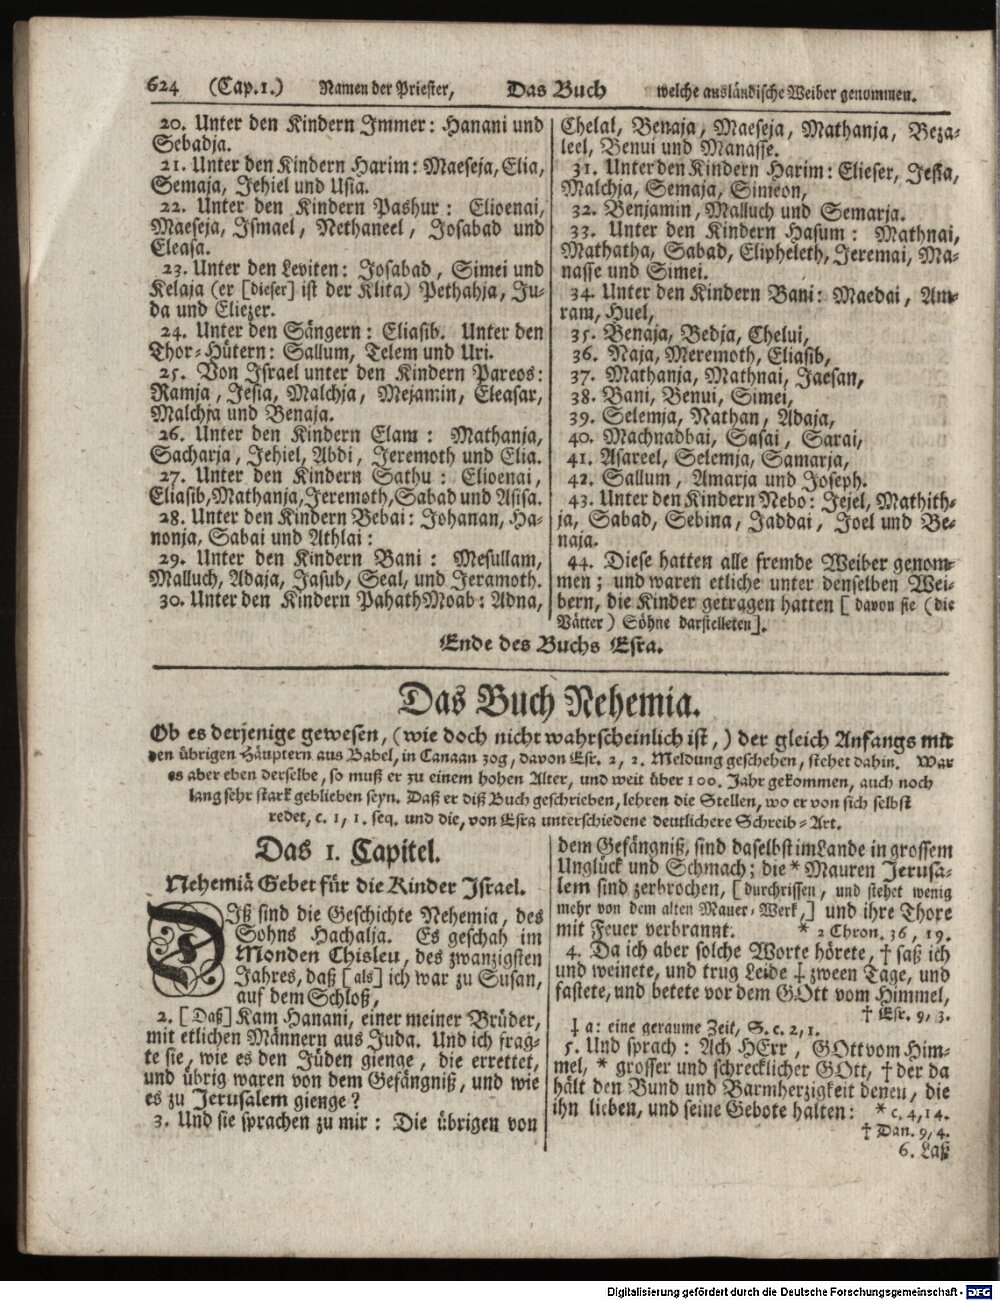 624 (Cap. 1.) Namen der Priester, Das Buch welche ausländische Weiber genommen.
20. Unter den Kindern Immer: Hanani und
Sebadja.
21. Unter den Kindern Harim: Maeseja, Elia,
Semaja, Jehiel und Usia.
22. Unter den Kindern Pashur: Elioenai,
Maeseja, Ismael, Nethaneel, Josabad und
Eleasa.
23. Unter den Leviten: Josabad, Simei und
Kelaja (er [dieser] ist der Klita) Pethahja, Ju-
da und Eliezer.
24. Unter den Sängern: Eliasib. Unter den
Thor-Hütern: Sallum, Telem und Uri.
25. Von Israel unter den Kindern Pareos:
Ramja, Jesia, Malchja, Mejamin, Eleasar,
Malchja und Benaja.
26. Unter den Kindern Elam: Mathanja,
Sacharja, Jehiel, Abdi, Jeremoth und Elia.
27. Unter den Kindern Sathu: Elioenai,
Eliasib, Mathanja, Jeremoth, Sabad und Asisa.
28. Unter den Kindern Bebai: Johanan, Ha-
nonja, Sabai und Athlai:
29. Unter den Kindern Bani: Mesullam,
Malluch, Adaja, Jasub, Seal, und Jeramoth.
30. Unter den Kindern PahathMoab: Adna,
Chelal, Benaja, Maeseja, Mathanja, Beza-
leel, Benui und Manasse.
31. Unter den Kindern Harim: Elieser, Jesia,
Malchja, Semaja, Simeon,
32. Benjamin, Malluch und Semarja.
33. Unter den Kindern Hasum: Mathnai,
Mathatha, Sabad, Elipheleth, Jeremai, Ma-
nasse und Simei.
34. Unter den Kindern Bani: Maedai, Am-
ram, Huel,
35. Benaja, Bedja, Chelui,
36. Naja, Meremoth, Eliasib,
37. Mathanja, Mathnai, Jaesan,
38. Bani, Benui, Simei,
39. Selemja, Nathan, Adaja,
40. Machnadbai, Sasai, Sarai,
41. Asareel, Selemja, Samarja,
42. Sallum, Amarja und Joseph.
43. Unter den Kindern Nebo: Jejel, Mathith-
ja, Sabad, Sebina, Jaddai, Joel und Be-
naja.
44. Diese hatten alle fremde Weiber genom-
men; und waren etliche unter denselben Wei-
bern, die Kinder getragen hatten [davon sie (die
Vätter) Söhne darstelleten].
Ende des Buchs Esra.
Das Buch Nehemia.
Ob es derjenige gewesen, (wie doch nicht wahrscheinlich ist,) der gleich Anfangs mit
den übrigen Häuptern aus Babel, in Canaan zog, davon Esr. 2, 2. Meldung geschehen, stehet dahin. War
es aber eben derselbe, so muß er zu einem hohen Alter, und weit über 100. Jahr gekommen, auch noch
lang sehr stark geblieben seyn. Daß er diß Buch geschrieben, lehren die Stellen, wo er von sich selbst
redet, c. 1, 1. seq. und die, von Esra unterschiedene deutlichere Schreib-Art.
Das 1. Capitel.
Nehemiä Gebet für die Kinder Israel.
DIß sind die Geschichte Nehemia, des
Sohns Hachalja. Es geschah im
Monden Chisleu, des zwanzigsten
Jahres, daß [als] ich war zu Susan,
auf dem Schloß,
2. [Daß] Kam Hanani, einer meiner Brüder,
mit etlichen Männern aus Juda. Und ich frag-
te sie, wie es den Jüden gienge, die errettet,
und übrig waren von dem Gefängniß, und wie
es zu Jerusalem gienge?
3. Und sie sprachen zu mir: Die übrigen von
dem Gefängniß, sind daselbst im Lande in grossem
Unglück und Schmach; die * Mauren Jerusa-
lem sind zerbrochen, [durchrissen, und stehet wenig
mehr von dem alten Mauer-Werk,] und ihre Thore
mit Feuer verbrannt. * 2 Chron. 36, 19.
4. Da ich aber solche Worte hörete, † saß ich
und weinete, und trug Leide ‡ zween Tage, und
fastete, und betete vor dem GOtt vom Himmel,
† Esr. 9, 3.
‡ a: eine geraume Zeit, S. c. 2, 1.
5. Und sprach: Ach HErr, GOtt vom Him-
mel, * grosser und schrecklicher GOtt, † der da
hält den Bund und Barmherzigkeit denen, die
ihn lieben, und seine Gebote halten: * c. 4, 14.
† Dan. 9, 4.
6. Laß
Digitalisierung gefördert durch die Deutsche Forschungsgemeinschaft - DFG